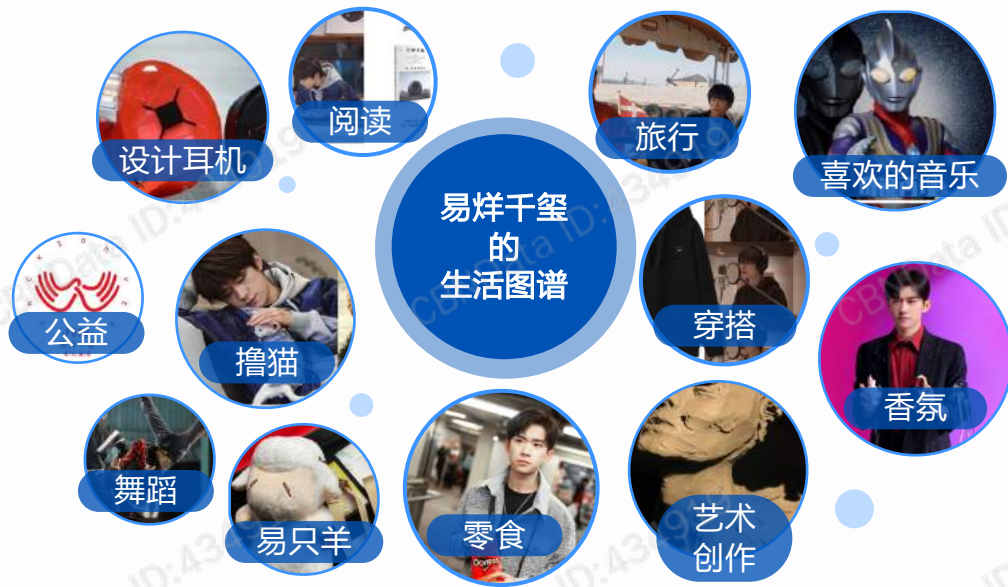 阅读
旅行
设计耳机
喜欢的音乐
易烊千玺
的
生活图谱
公益
撸猫
穿搭
香氛
舞蹈
易只羊
零食
艺术
创作